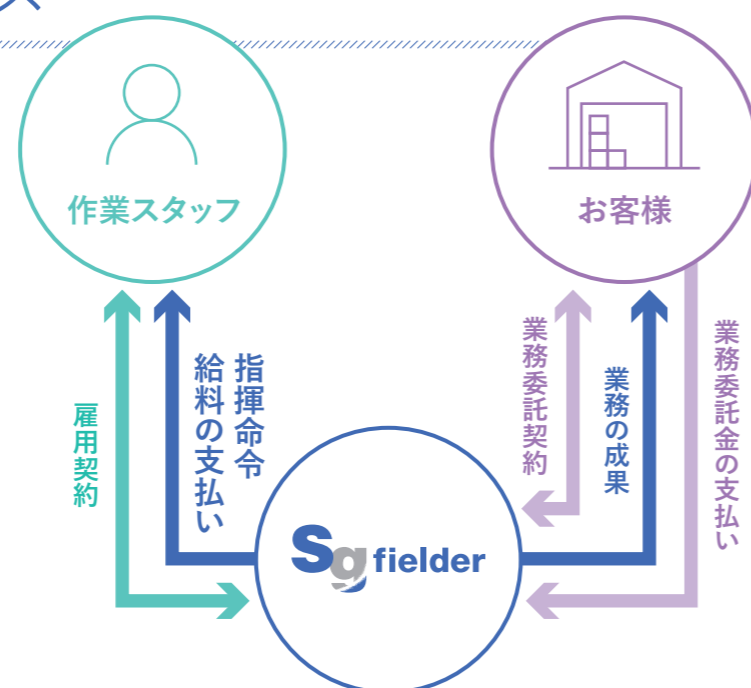 作業スタッフ
お客様
雇用契約
指揮命令
給料の支払い
業務委託契約
業務の成果
業務委託金の支払い
Sg fielder